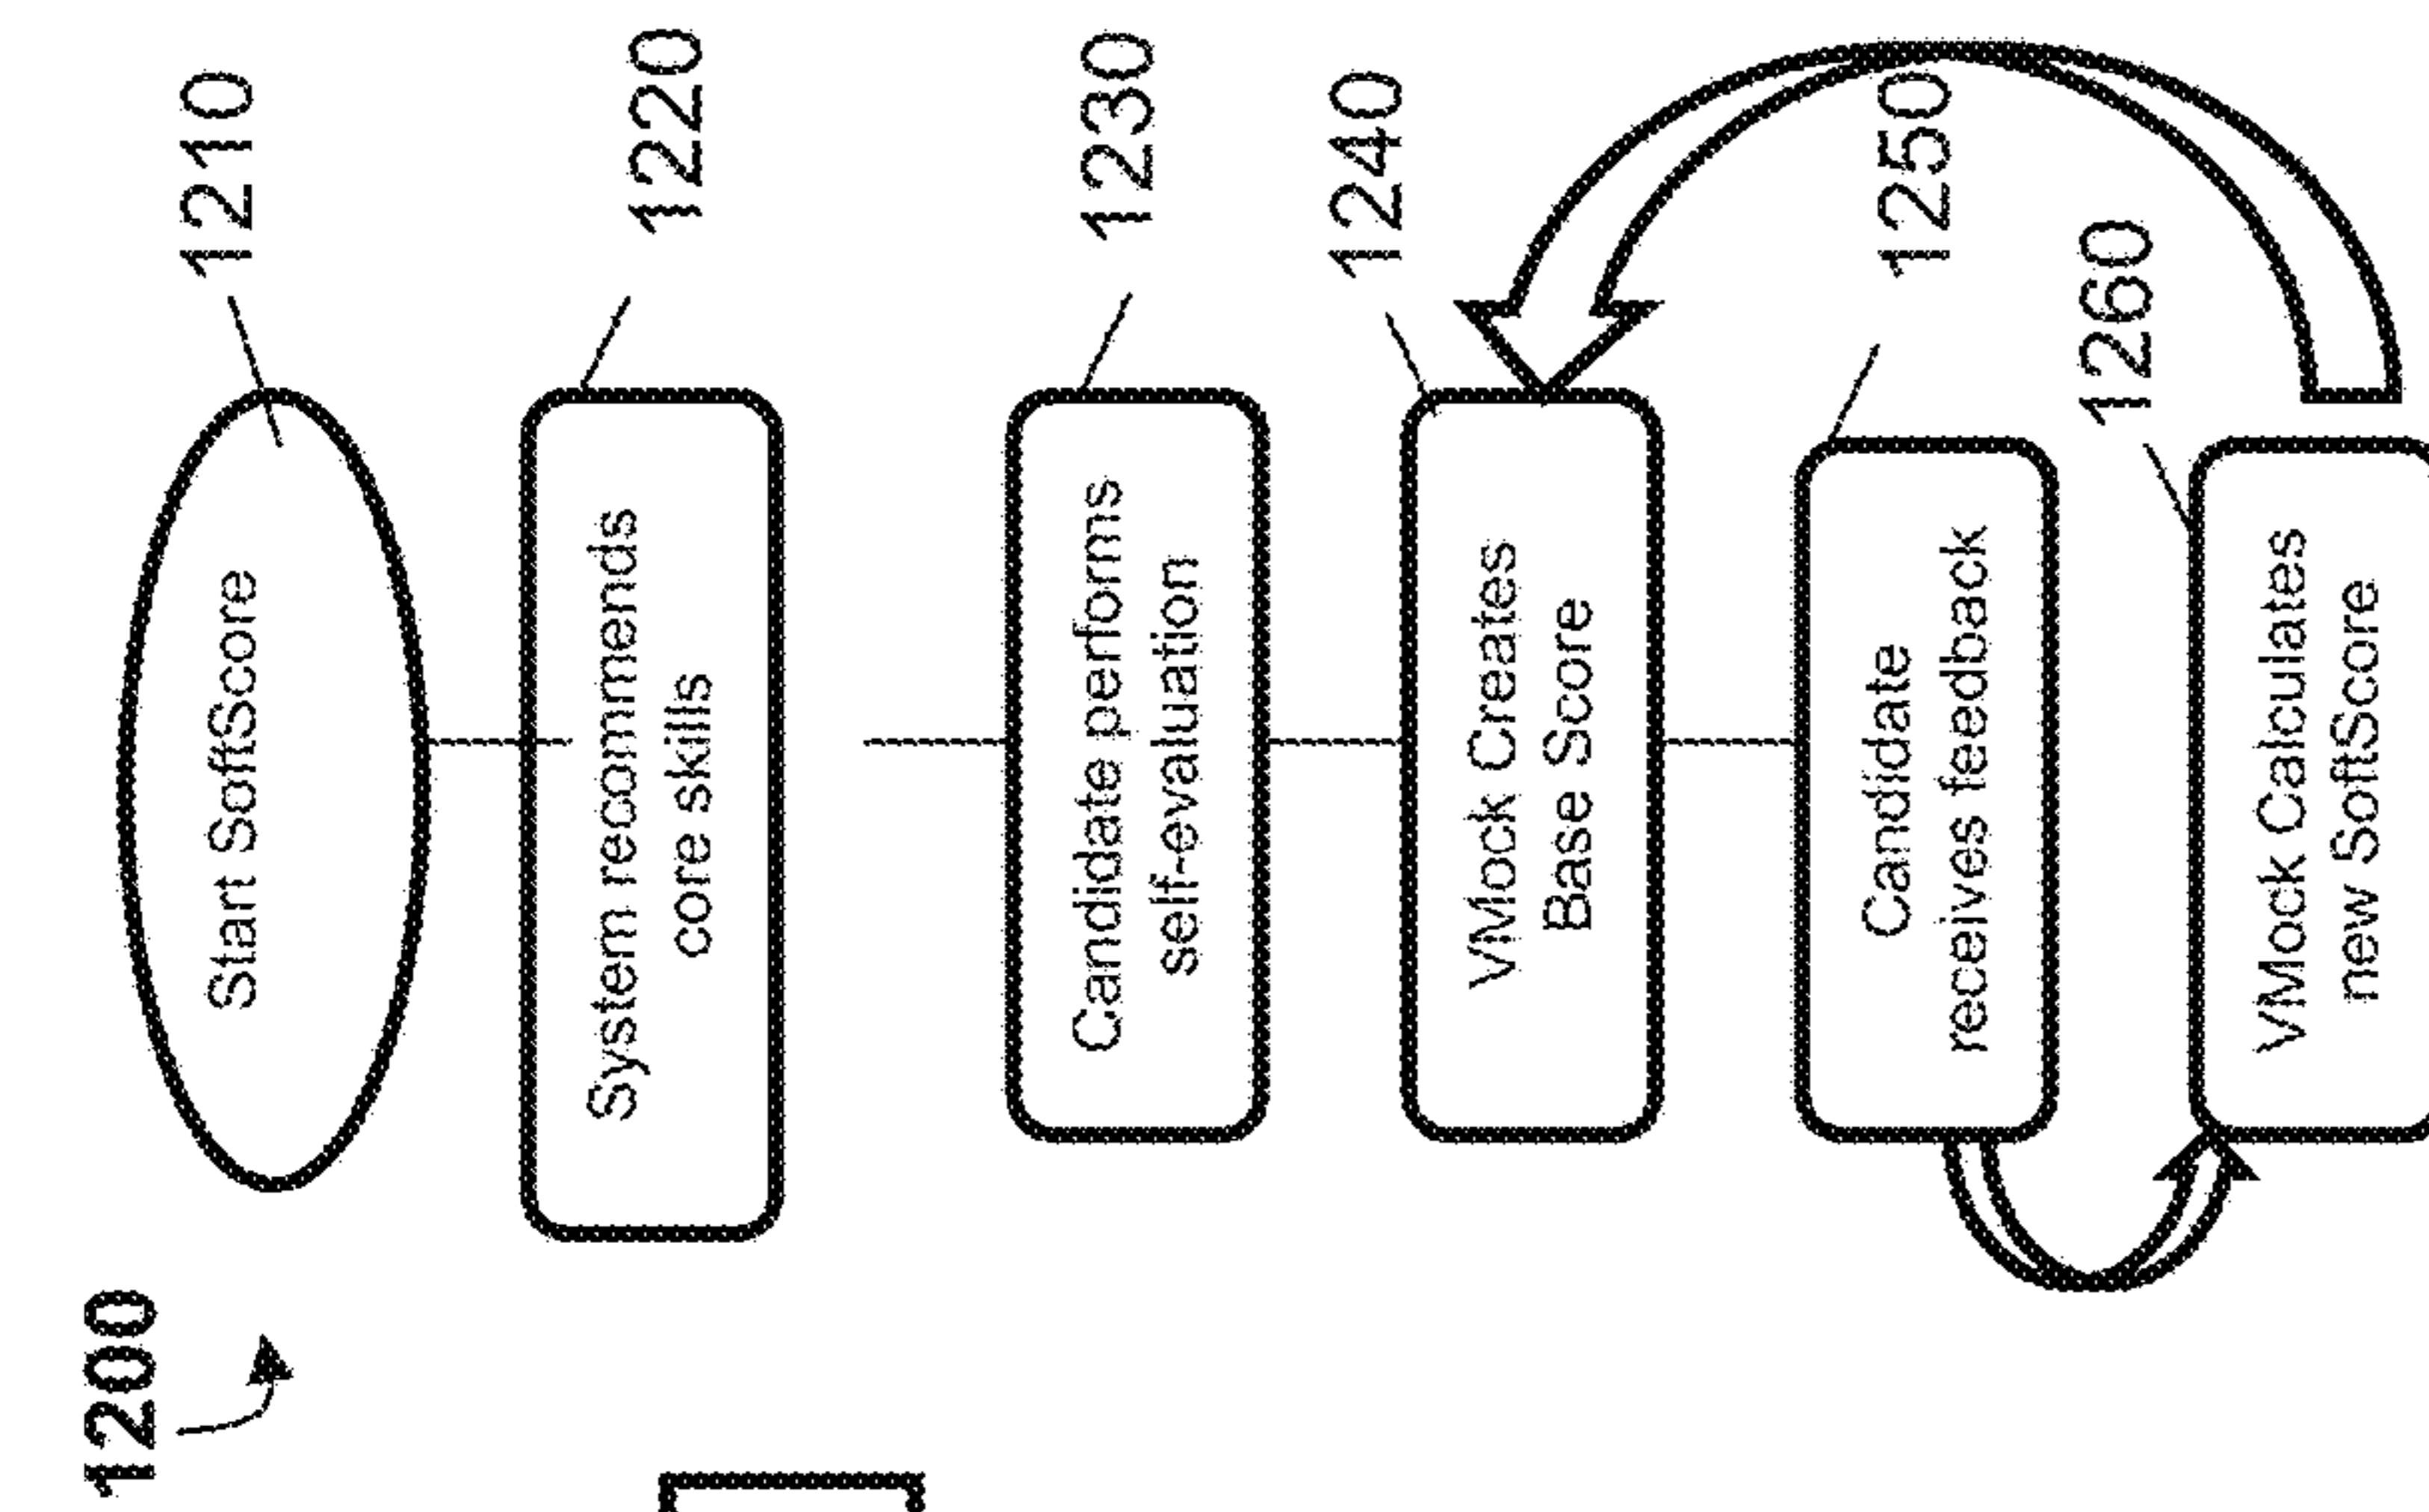 1200
1210
Start SoftScore
1220
System recommends
core skills
1230
Candidate performs
self-evaluation
1240
VMock Creates
Base Score
1250
Candidate
receives feedback
1260
VMock Calculates
new SoftScore